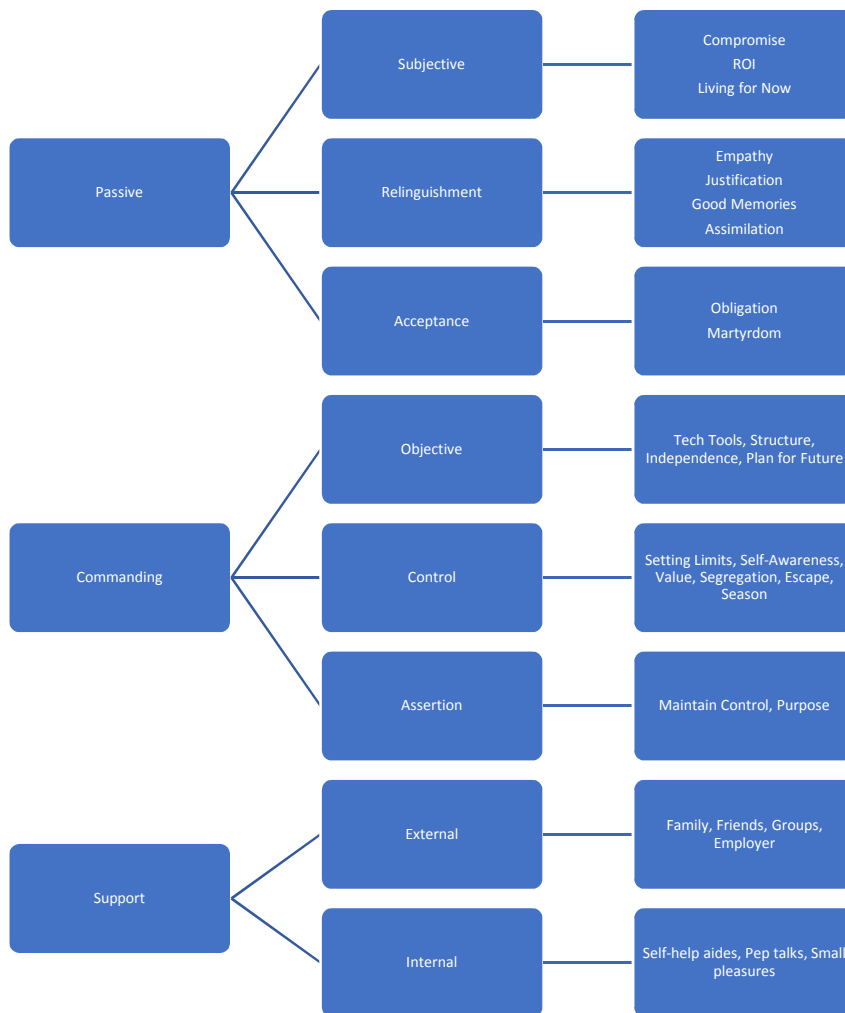 Passive
Subjective
Compromise
ROI
Living for Now
Relinguishment
Empathy
Justification
Good Memories
Assimilation
Acceptance
Obligation
Martyrdom
Commanding
Objective
Tech Tools, Structure,
Independence, Plan for Future
Control
Setting Limits, Self-Awareness,
Value, Segregation, Escape,
Season
Assertion
Maintain Control, Purpose
Support
External
Family, Friends, Groups,
Employer
Internal
Self-help aides, Pep talks, Small
pleasures